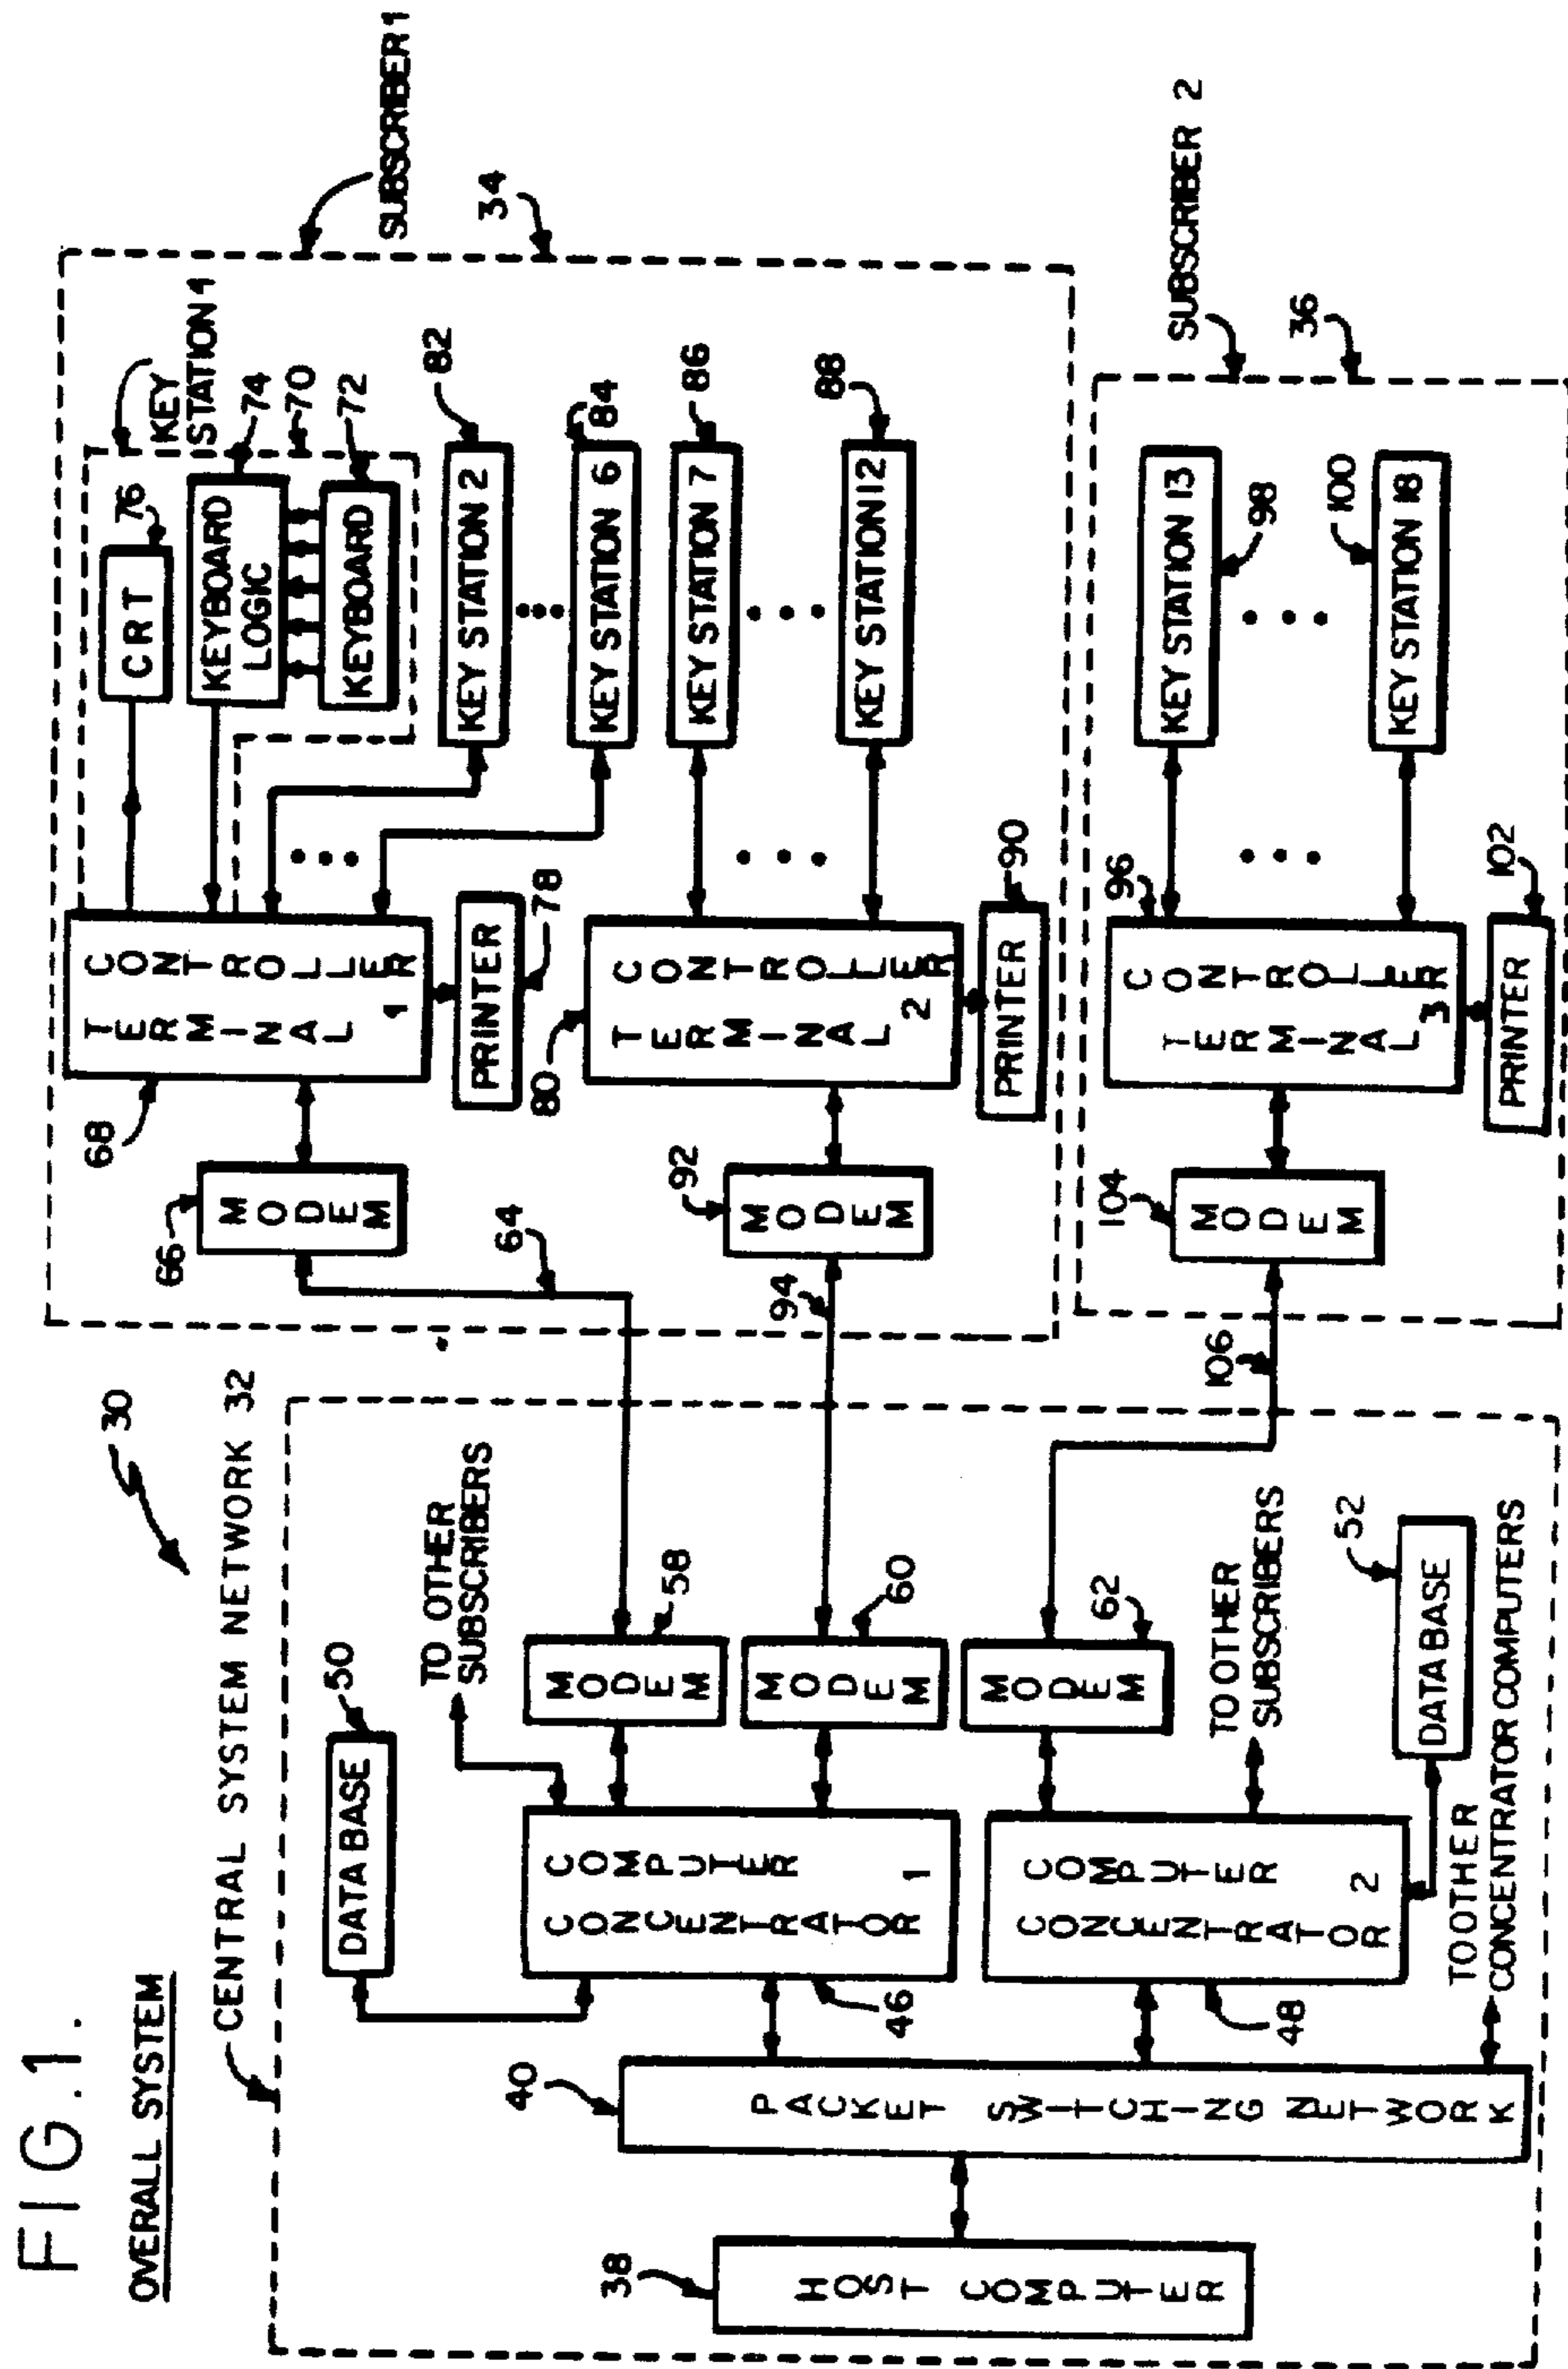 FIG.1.
OVERALL SYSTEM
30
CENTRAL SYSTEM NETWORK 32
38
HOST COMPUTER
40
PACKET SWITCHING NETWORK
DATA BASE
50
TO OTHER
SUBSCRIBERS
CONCENTRATOR
COMPUTER
1
46
MODEM
58
MODEM
60
CONCENTRATOR
COMPUTER
2
48
MODEM
62
TO OTHER
SUBSCRIBERS
DATA BASE
52
TO OTHER
CONCENTRATOR COMPUTERS
SUBSCRIBER 1
34
64
66
MODEM
68
TERMINAL
CONTROLLER
1
PRINTER
78
CRT
76
KEY
STATION 1
KEYBOARD
LOGIC
74
70
KEYBOARD
72
KEY STATION 2
82
KEY STATION 6
84
94
92
MODEM
80
TERMINAL
CONTROLLER
2
PRINTER
90
KEY STATION 7
86
KEY STATION 12
88
SUBSCRIBER 2
36
106
104
MODEM
96
TERMINAL
CONTROLLER
3
PRINTER
102
KEY STATION 13
98
KEY STATION 18
100